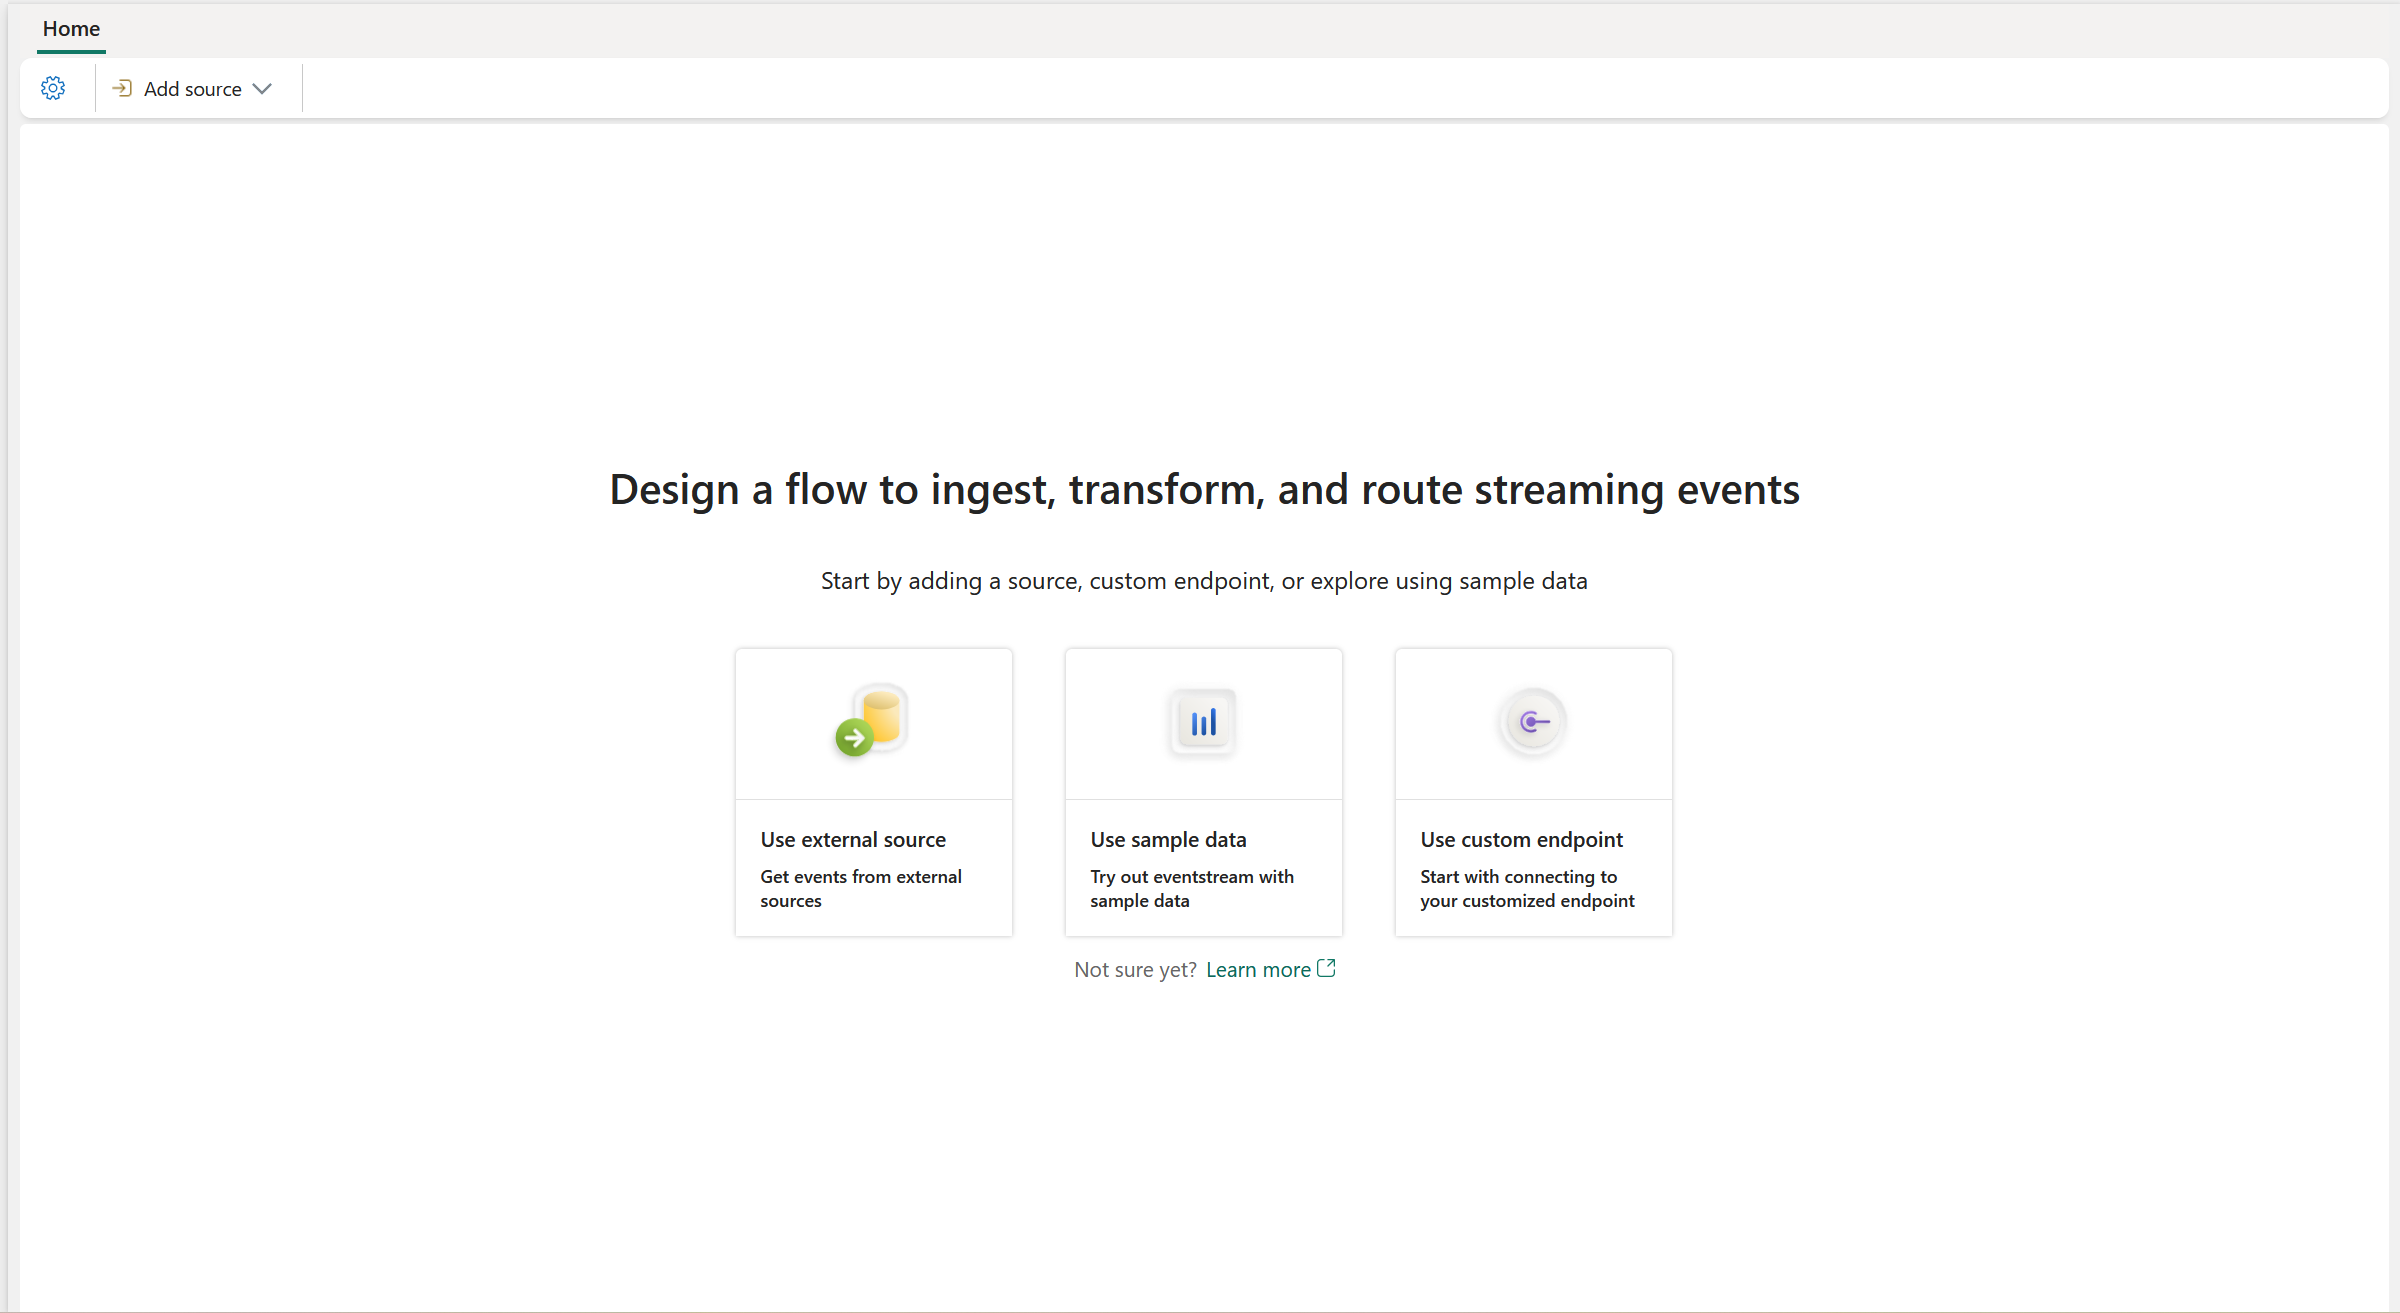 Home
Add source
Design a flow to ingest, transform, and route streaming events
Start by adding a source, custom endpoint, or explore using sample data
Use external source
Get events from external
sources
Use sample data
Try out eventstream with
sample data
Use custom endpoint
Start with connecting to
your customized endpoint
Not sure yet? Learn more